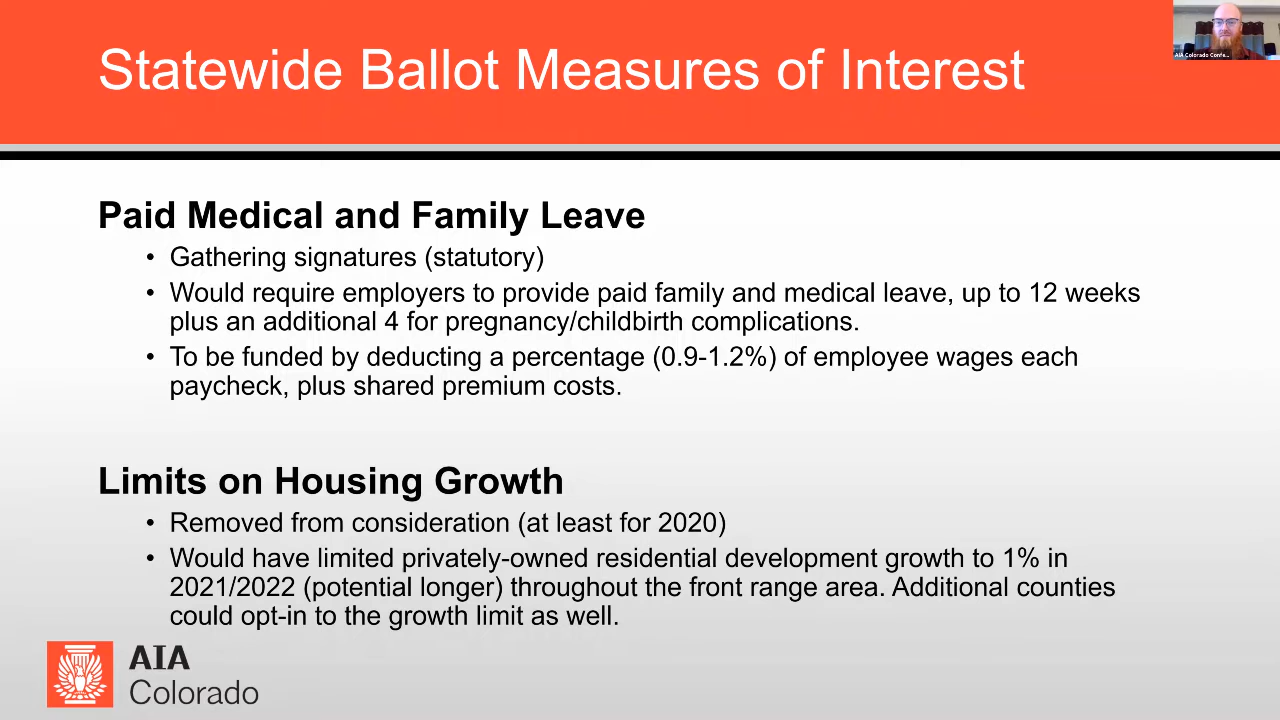 Statewide Ballot Measures of Interest
AIA Colorado Confe...
Paid Medical and Family Leave
• Gathering signatures (statutory)
• Would require employers to provide paid family and medical leave, up to 12 weeks
plus an additional 4 for pregnancy/childbirth complications.
• To be funded by deducting a percentage (0.9-1.2%) of employee wages each
paycheck, plus shared premium costs.
Limits on Housing Growth
• Removed from consideration (at least for 2020)
• Would have limited privately-owned residential development growth to 1% in
2021/2022 (potential longer) throughout the front range area. Additional counties
could opt-in to the growth limit as well.
AIA
Colorado